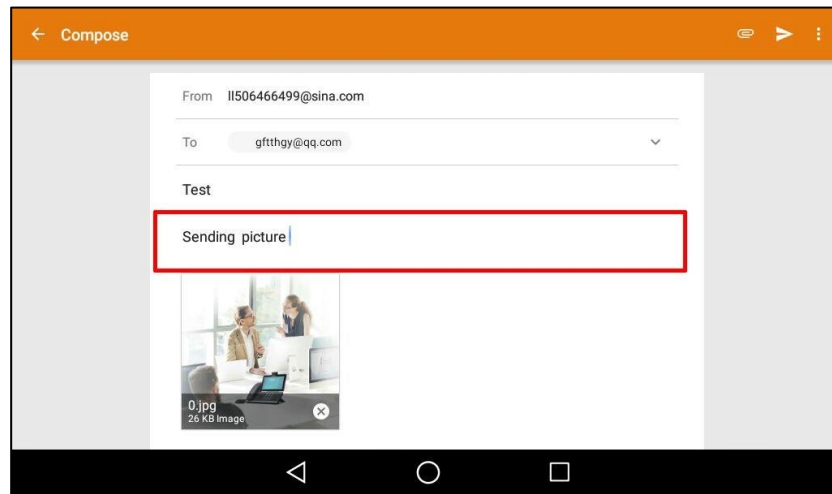 Compose
From ll506466499@sina.com
To gftthgy@qq.com
Test
Sending picture
0.jpg
26 KB Image